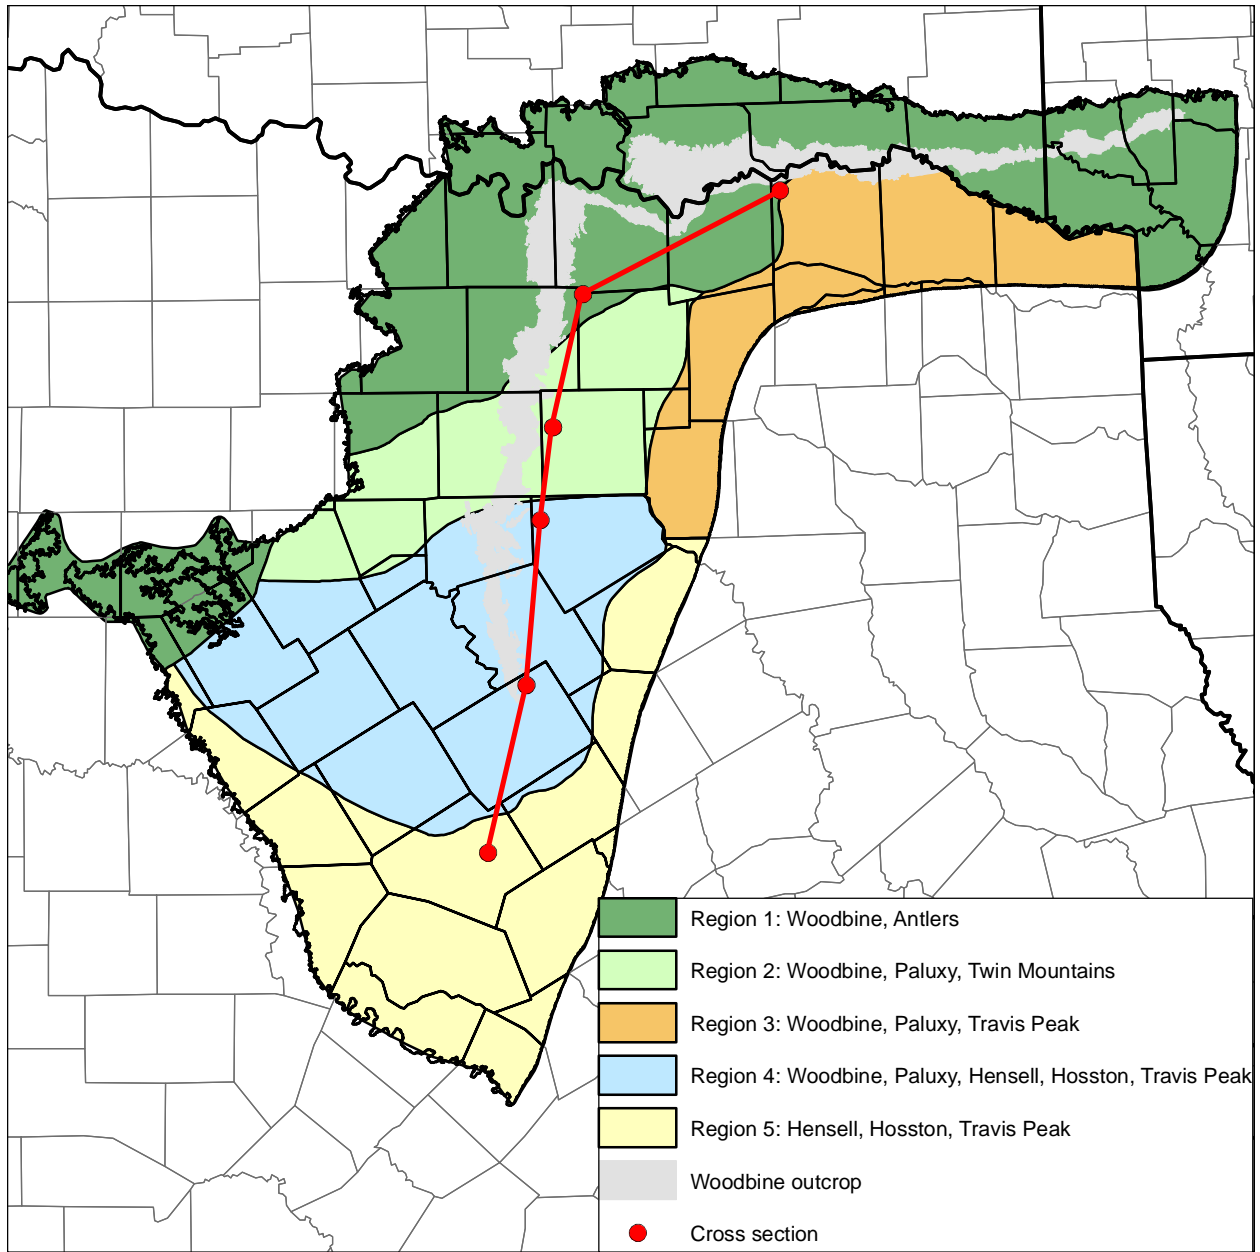 Region 1: Woodbine, Antlers
Region 2: Woodbine, Paluxy, Twin Mountains
Region 3: Woodbine, Paluxy, Travis Peak
Region 4: Woodbine, Paluxy, Hensell, Hosston, Travis Peak
Region 5: Hensell, Hosston, Travis Peak
Woodbine outcrop
Cross section